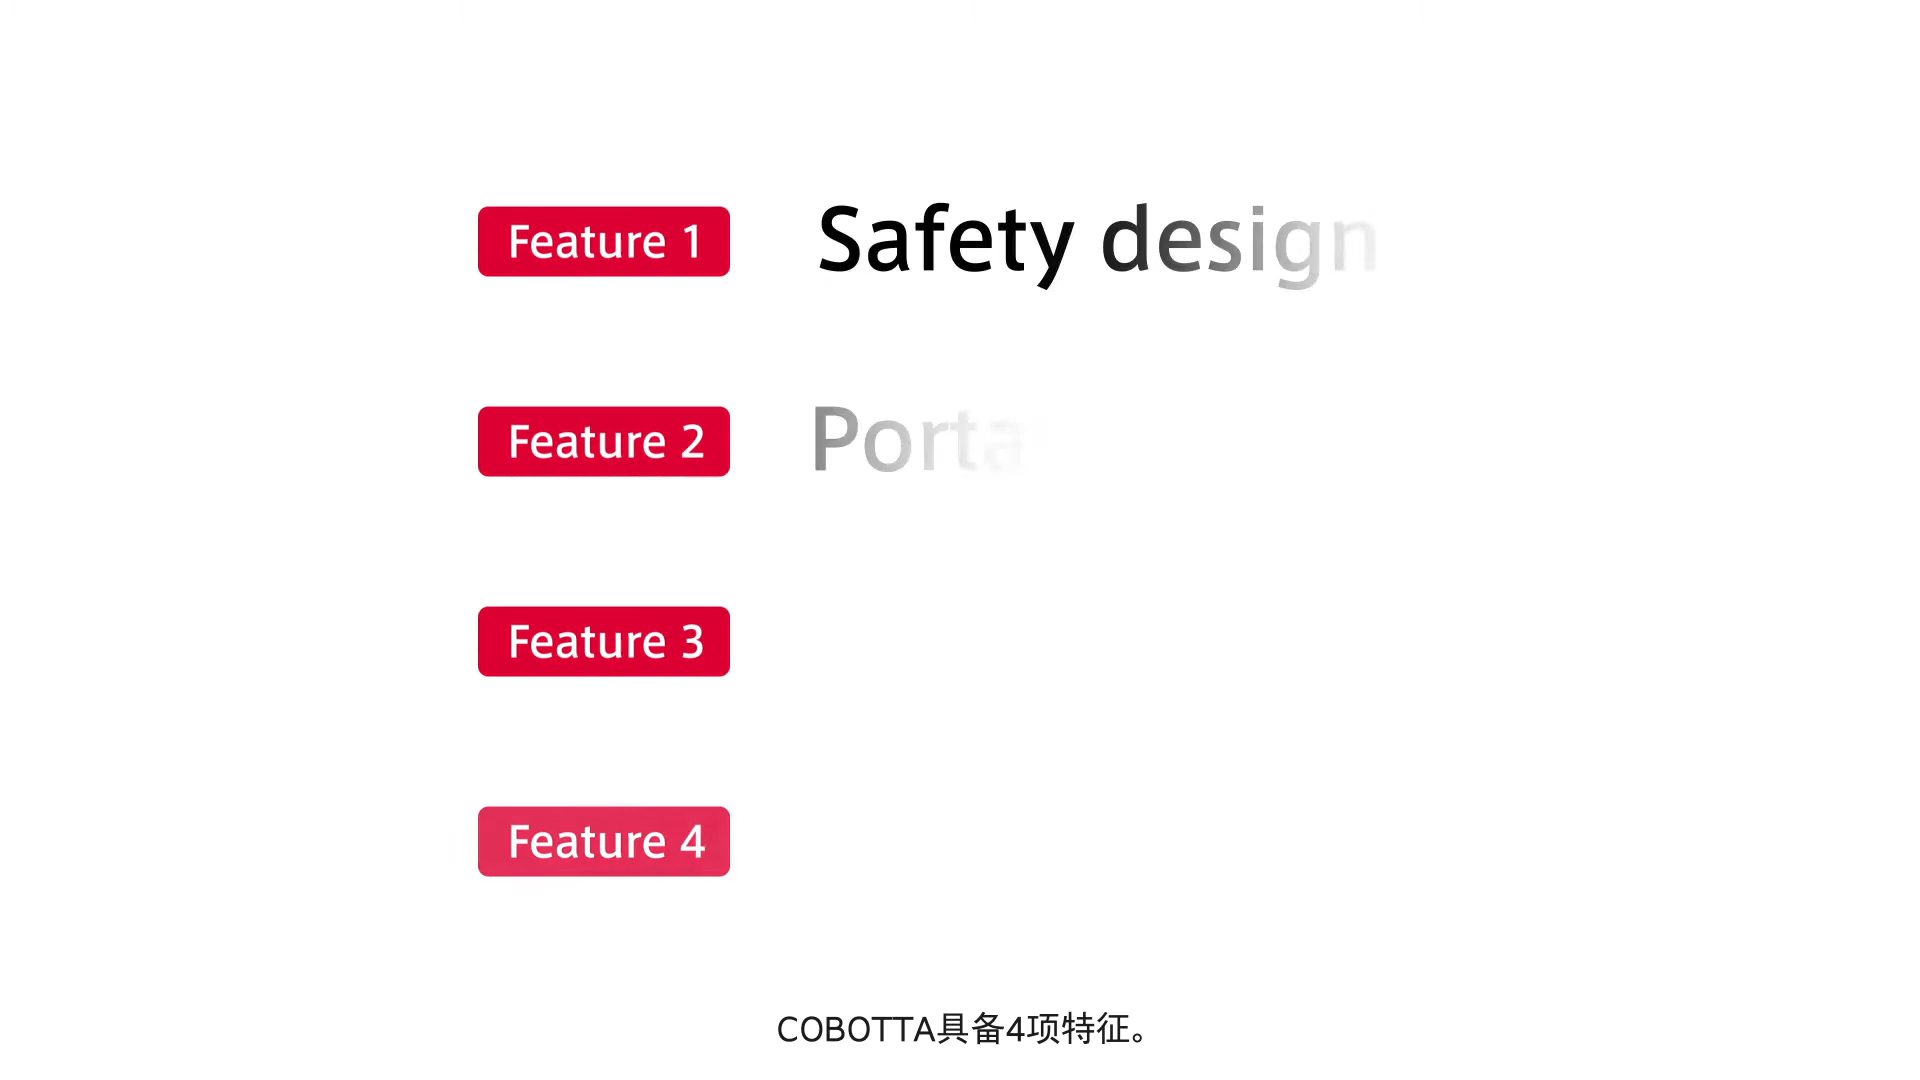 Feature 1 Safety design
Feature 2 Porta
Feature 3
Feature 4
COBOTTA具备4项特征。